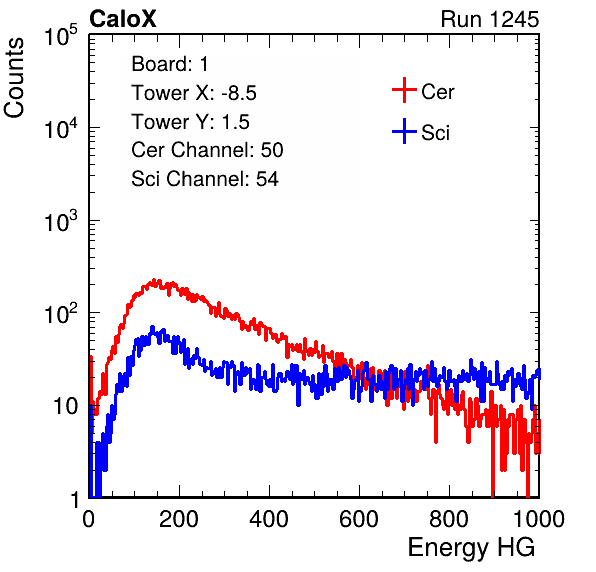 CaloX Run 1245
Counts
10^5
10^4
10^3
10^2
10
1
Board: 1
Tower X: -8.5
Tower Y: 1.5
Cer Channel: 50
Sci Channel: 54
Cer
Sci
0 200 400 600 800 1000
Energy HG